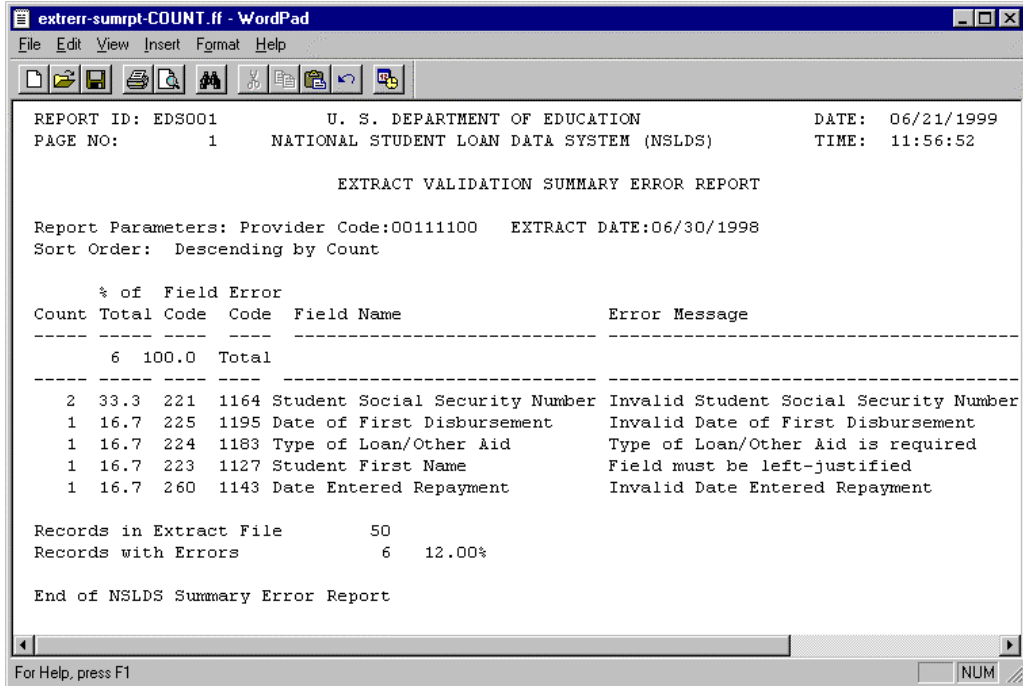 extrerr-sumrpt-COUNT.ff - WordPad
File Edit View Insert Format Help
REPORT ID: EDS001 U. S. DEPARTMENT OF EDUCATION DATE: 06/21/1999
PAGE NO: 1 NATIONAL STUDENT LOAN DATA SYSTEM (NSLDS) TIME: 11:56:52
EXTRACT VALIDATION SUMMARY ERROR REPORT
Report Parameters: Provider Code:00111100 EXTRACT DATE:06/30/1998
Sort Order: Descending by Count
% of Field Error
Count Total Code Code Field Name Error Message
----- ----- ---- ---- ---------------------------- --------------------------------------
6 100.0 Total
----- ----- ---- ---- ----------------------------- --------------------------------------
2 33.3 221 1164 Student Social Security Number Invalid Student Social Security Number
1 16.7 225 1195 Date of First Disbursement Invalid Date of First Disbursement
1 16.7 224 1183 Type of Loan/Other Aid Type of Loan/Other Aid is required
1 16.7 223 1127 Student First Name Field must be left-justified
1 16.7 260 1143 Date Entered Repayment Invalid Date Entered Repayment
Records in Extract File 50
Records with Errors 6 12.00%
End of NSLDS Summary Error Report
For Help, press F1 NUM